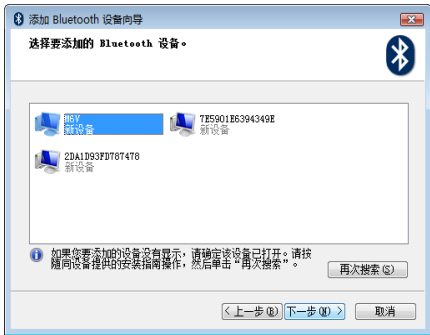 添加 Bluetooth 设备向导
选择要添加的 Bluetooth 设备。
M6V
新设备
7E5901E6394349E
新设备
2DA1D93FD787478
新设备
如果您要添加的设备没有显示，请确定该设备已打开。请按
随同设备提供的安装指南操作，然后单击“再次搜索”。
再次搜索(S)
< 上一步(B)
下一步(N) >
取消